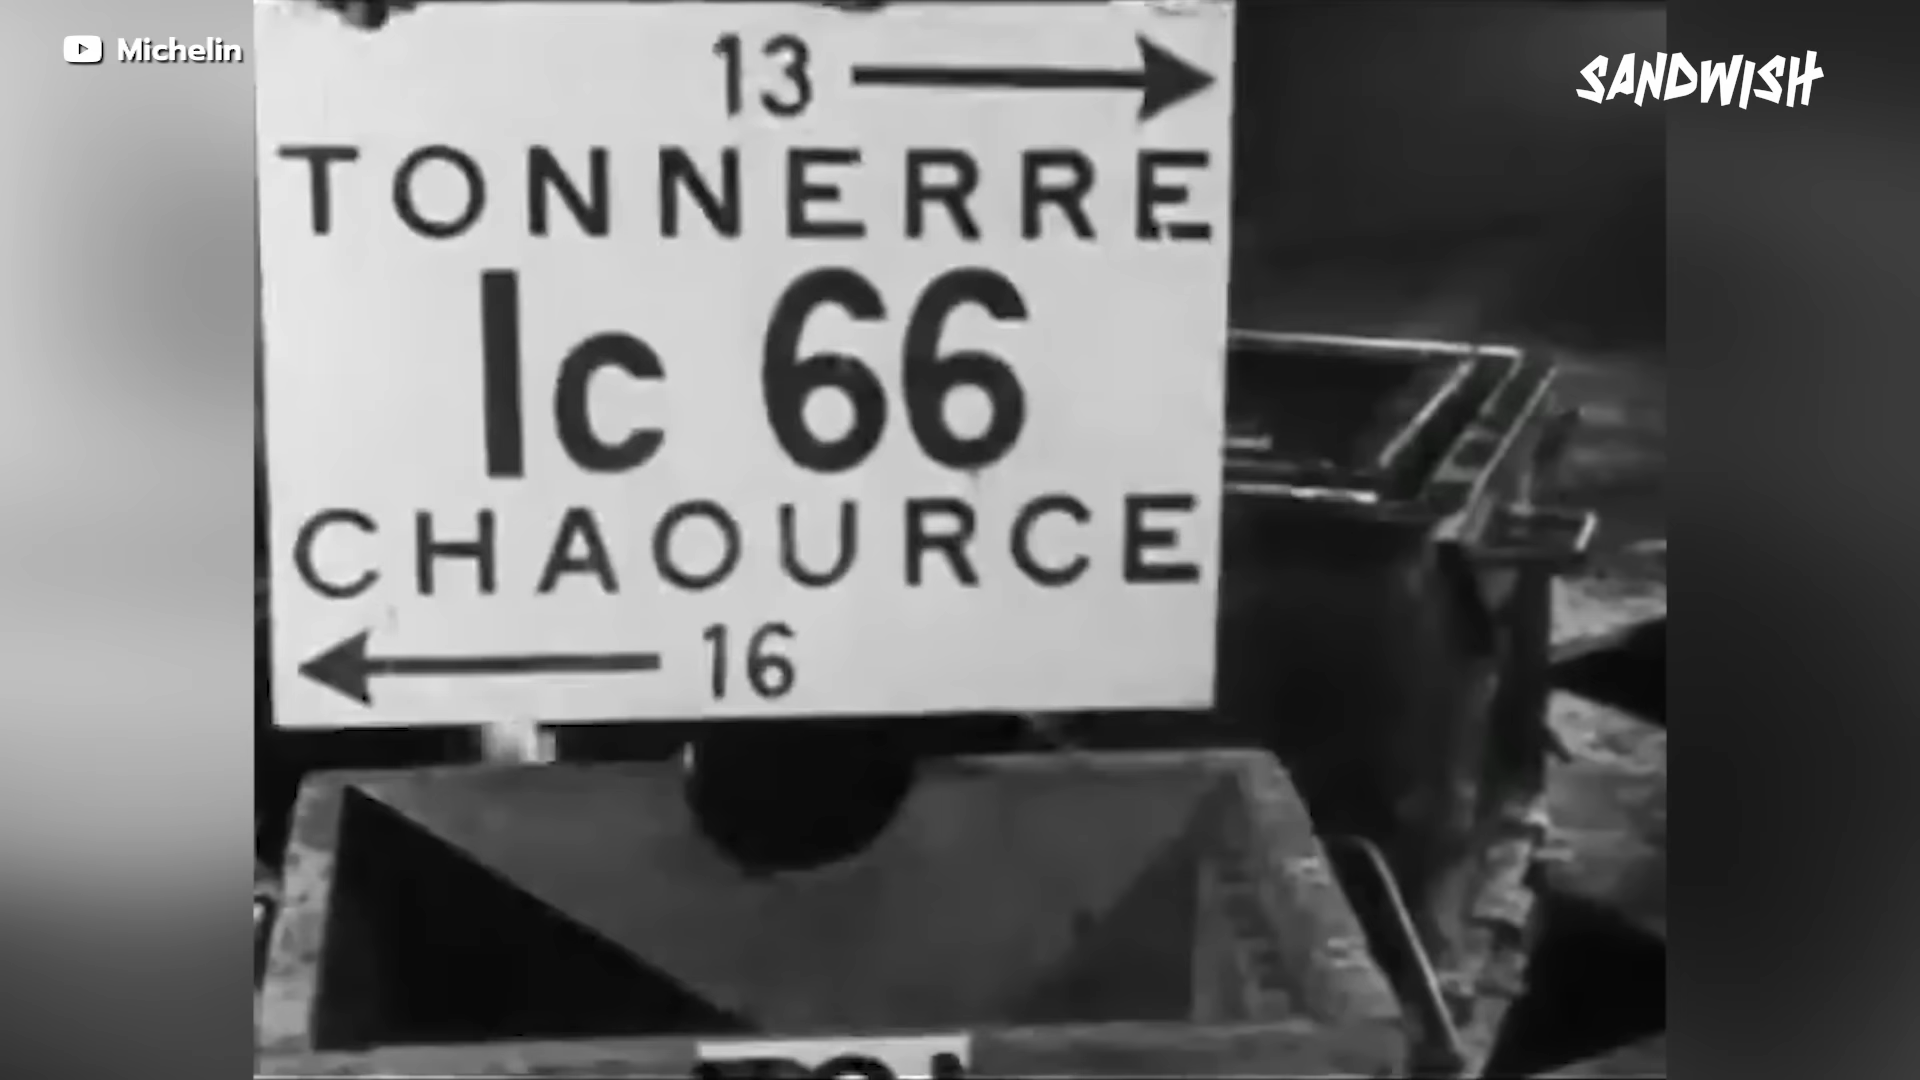 Michelin
SANDWISH
13
TONNERRE
Ic 66
CHAOURCE
16